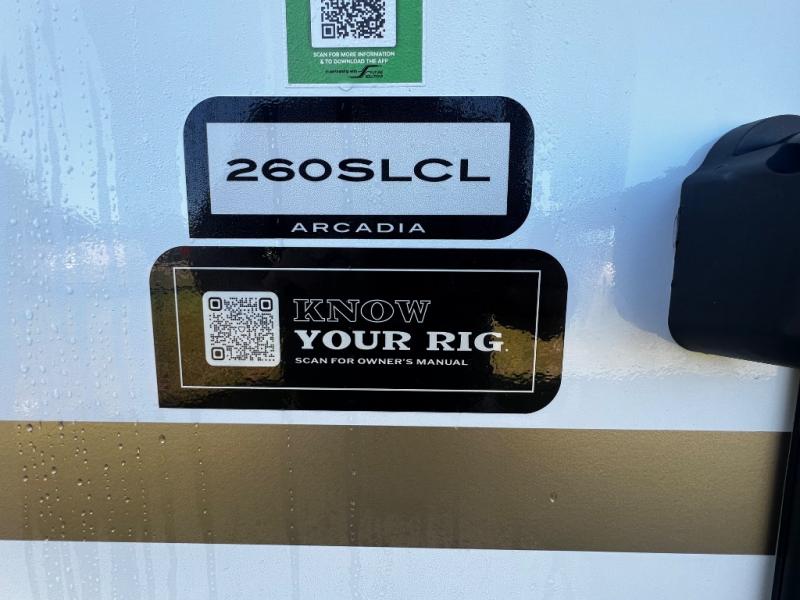 SCAN FOR MORE INFORMATION
& TO DOWNLOAD THE APP
260SLCL
ARCADIA
KNOW
YOUR RIG
SCAN FOR OWNER'S MANUAL